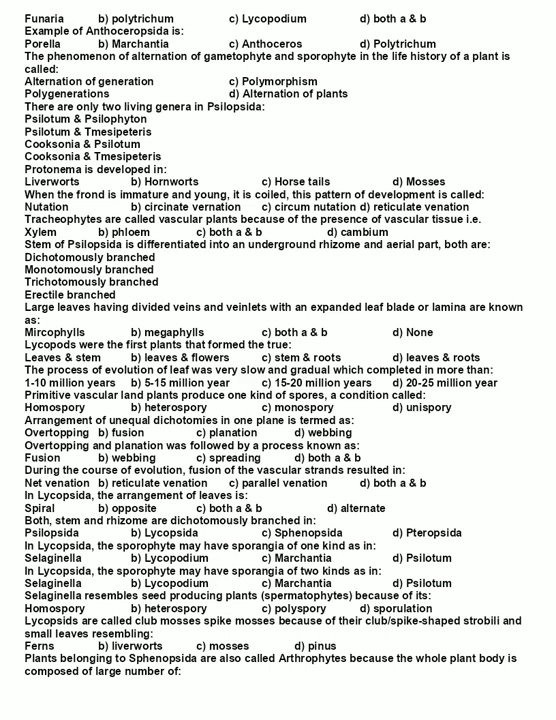 Funaria b) polytrichum c) Lycopodium d) both a & b
Example of Anthoceropsida is:
Porella b) Marchantia c) Anthoceros d) Polytrichum
The phenomenon of alternation of gametophyte and sporophyte in the life history of a plant is
called:
Alternation of generation c) Polymorphism
Polygenerations d) Alternation of plants
There are only two living genera in Psilopsida:
Psilotum & Psilophyton
Psilotum & Tmesipeteris
Cooksonia & Psilotum
Cooksonia & Tmesipeteris
Protonema is developed in:
Liverworts b) Hornworts c) Horse tails d) Mosses
When the frond is immature and young, it is coiled, this pattern of development is called:
Nutation b) circinate vernation c) circum nutation d) reticulate venation
Tracheophytes are called vascular plants because of the presence of vascular tissue i.e.
Xylem b) phloem c) both a & b d) cambium
Stem of Psilopsida is differentiated into an underground rhizome and aerial part, both are:
Dichotomously branched
Monotomously branched
Trichotomously branched
Erectile branched
Large leaves having divided veins and veinlets with an expanded leaf blade or lamina are known
as:
Mircophylls b) megaphylls c) both a & b d) None
Lycopods were the first plants that formed the true:
Leaves & stem b) leaves & flowers c) stem & roots d) leaves & roots
The process of evolution of leaf was very slow and gradual which completed in more than:
1-10 million years b) 5-15 million year c) 15-20 million years d) 20-25 million year
Primitive vascular land plants produce one kind of spores, a condition called:
Homospory b) heterospory c) monospory d) unispory
Arrangement of unequal dichotomies in one plane is termed as:
Overtopping b) fusion c) planation d) webbing
Overtopping and planation was followed by a process known as:
Fusion b) webbing c) spreading d) both a & b
During the course of evolution, fusion of the vascular strands resulted in:
Net venation b) reticulate venation c) parallel venation d) both a & b
In Lycopsida, the arrangement of leaves is:
Spiral b) opposite c) both a & b d) alternate
Both, stem and rhizome are dichotomously branched in:
Psilopsida b) Lycopsida c) Sphenopsida d) Pteropsida
In Lycopsida, the sporophyte may have sporangia of one kind as in:
Selaginella b) Lycopodium c) Marchantia d) Psilotum
In Lycopsida, the sporophyte may have sporangia of two kinds as in:
Selaginella b) Lycopodium c) Marchantia d) Psilotum
Selaginella resembles seed producing plants (spermatophytes) because of its:
Homospory b) heterospory c) polyspory d) sporulation
Lycopsids are called club mosses spike mosses because of their club/spike-shaped strobili and
small leaves resembling:
Ferns b) liverworts c) mosses d) pinus
Plants belonging to Sphenopsida are also called Arthrophytes because the whole plant body is
composed of large number of: